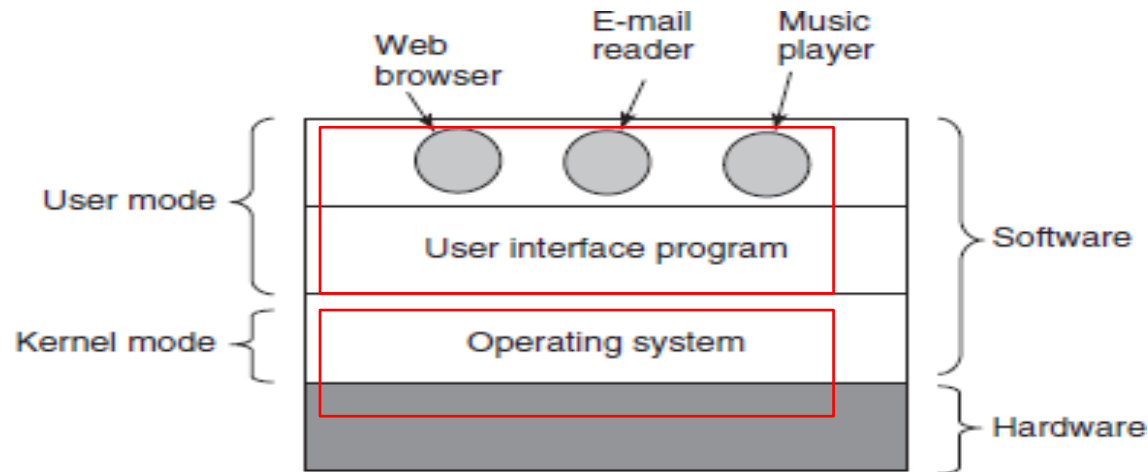 Web
browser
E-mail
reader
Music
player
User mode
User interface program
Software
Kernel mode
Operating system
Hardware